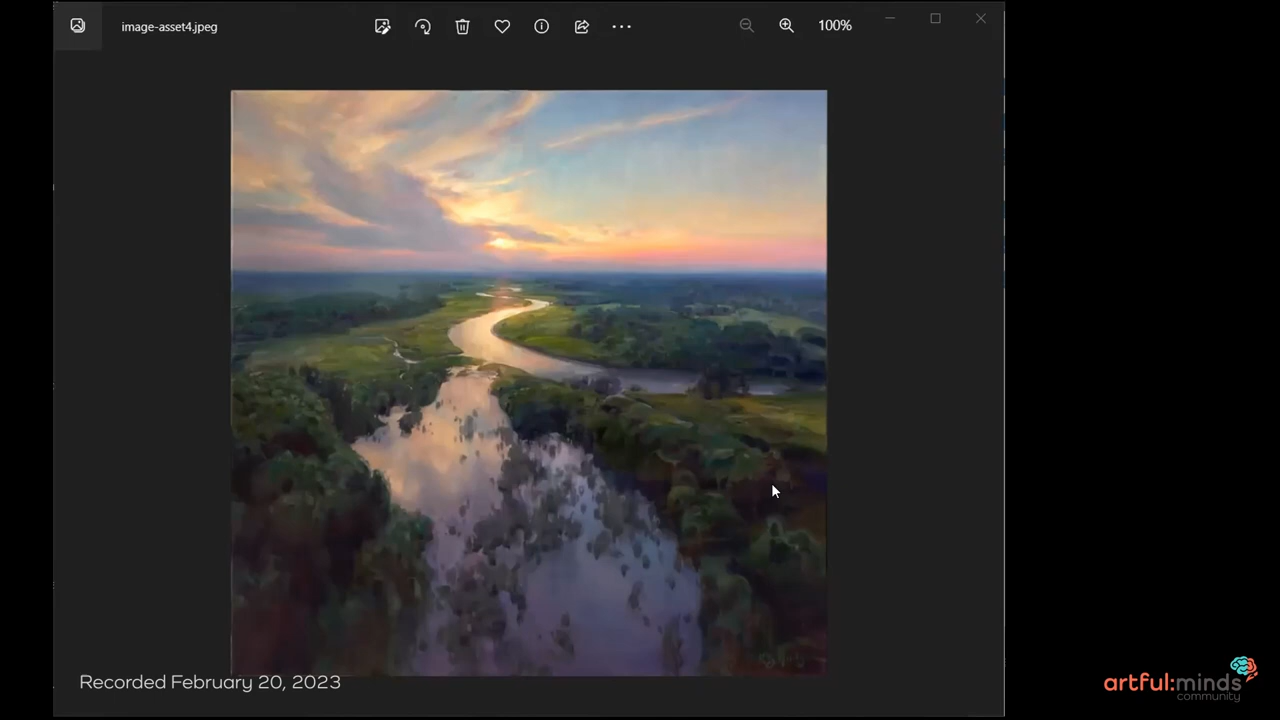 image-asset4.jpeg
100%
Recorded February 20, 2023
artful:minds
community